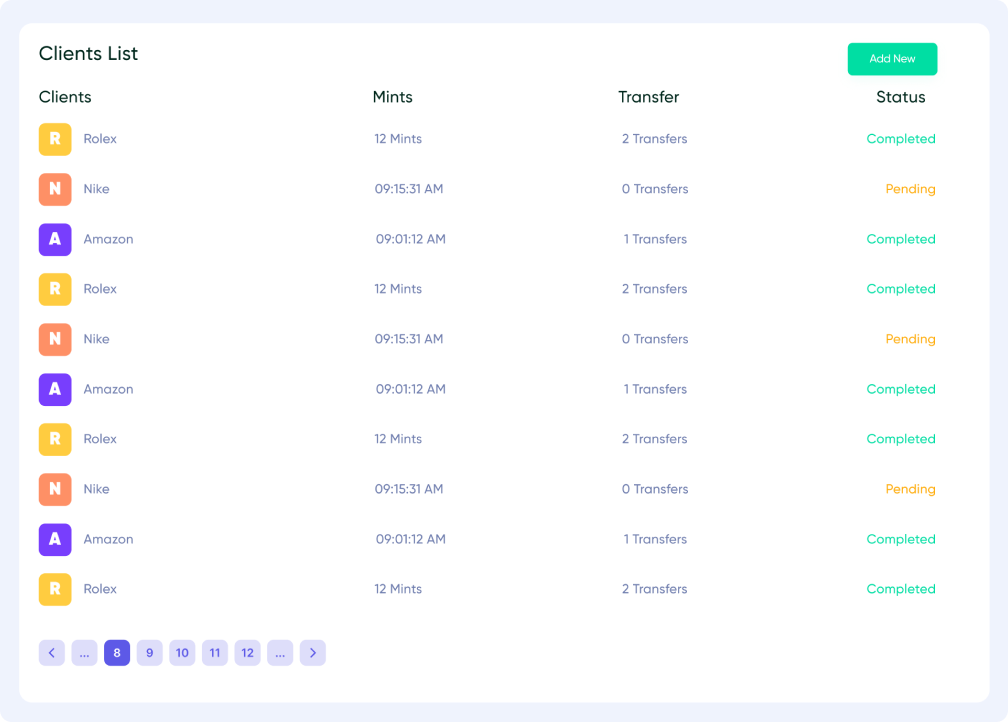 Clients List
Add New
Clients Mints Transfer Status
R Rolex 12 Mints 2 Transfers Completed
N Nike 09:15:31 AM 0 Transfers Pending
A Amazon 09:01:12 AM 1 Transfers Completed
R Rolex 12 Mints 2 Transfers Completed
N Nike 09:15:31 AM 0 Transfers Pending
A Amazon 09:01:12 AM 1 Transfers Completed
R Rolex 12 Mints 2 Transfers Completed
N Nike 09:15:31 AM 0 Transfers Pending
A Amazon 09:01:12 AM 1 Transfers Completed
R Rolex 12 Mints 2 Transfers Completed
... 8 9 10 11 12 ...